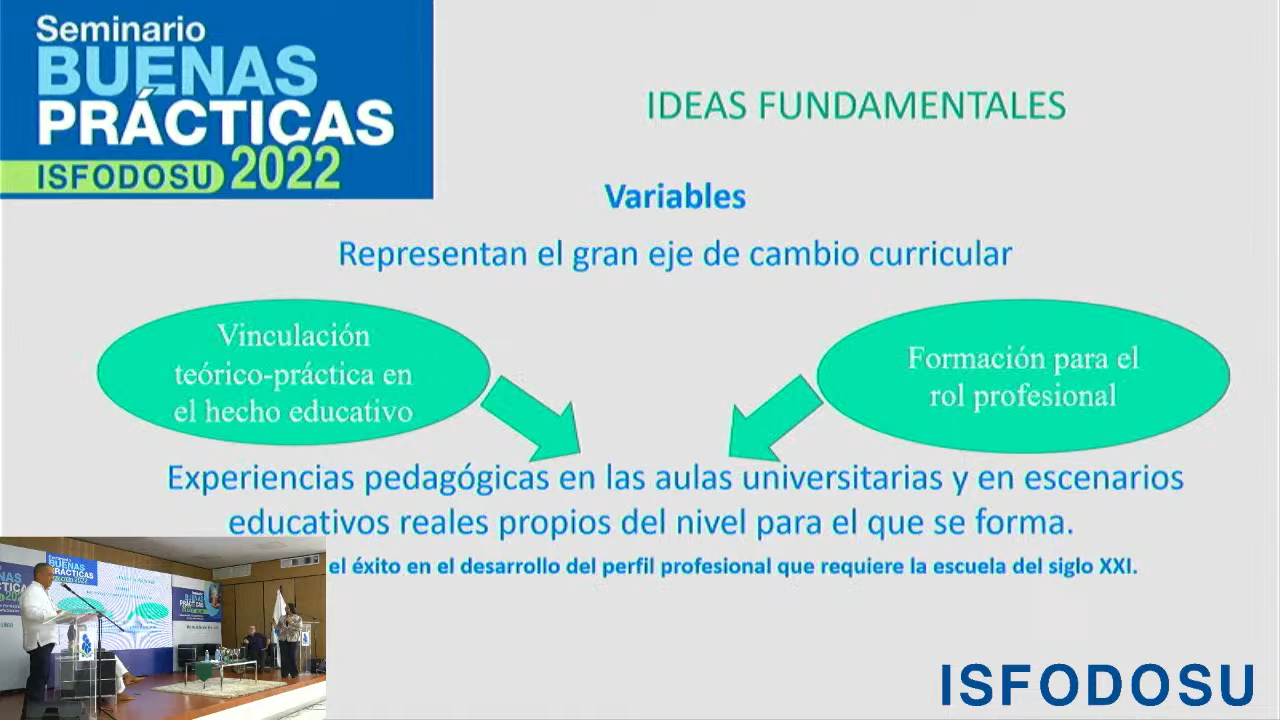 Seminario
BUENAS
PRÁCTICAS
ISFODOSU 2022
IDEAS FUNDAMENTALES
Variables
Representan el gran eje de cambio curricular
Vinculación
teórico-práctica en
el hecho educativo
Formación para el
rol profesional
Experiencias pedagógicas en las aulas universitarias y en escenarios
educativos reales propios del nivel para el que se forma.
el éxito en el desarrollo del perfil profesional que requiere la escuela del siglo XXI.
Seminario
BUENAS
PRÁCTICAS
ISFODOSU